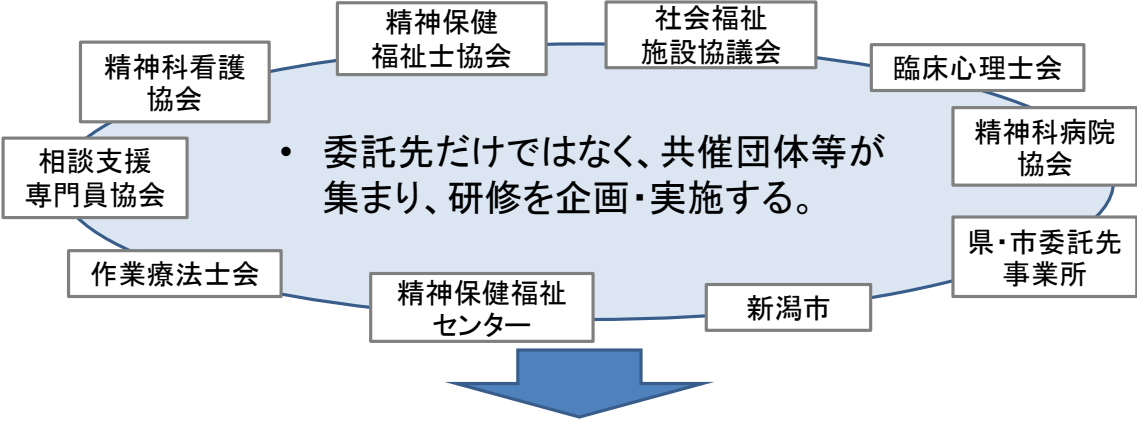 精神保健
福祉士協会
社会福祉
施設協議会
精神科看護
協会
臨床心理士会
精神科病院
協会
相談支援
専門員協会
• 委託先だけではなく、共催団体等が
集まり、研修を企画・実施する。
県・市委託先
事業所
作業療法士会
精神保健福祉
センター
新潟市